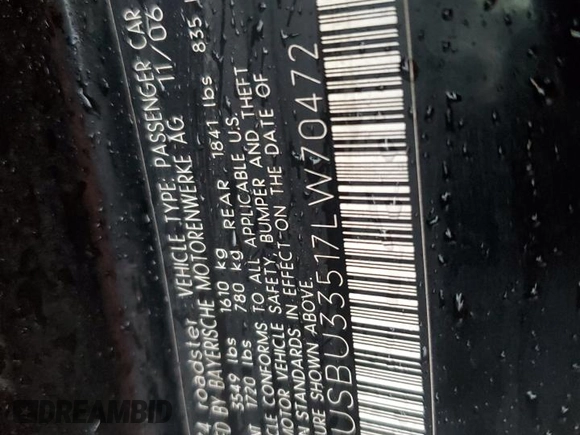 roadster VEHICLE TYPE: PASSENGER CAR
BY BAYERISCHE MOTORENWERKE AG 11/06
3549 lbs 1610 kg REAR 1841 lbs 835
1720 lbs 780 kg
CONFORMS TO ALL APPLICABLE U.S.
VEHICLE SAFETY, BUMPER AND THEFT
STANDARDS IN EFFECT ON THE DATE OF
SHOWN ABOVE.
USBU33517LW70472
DREAMBID